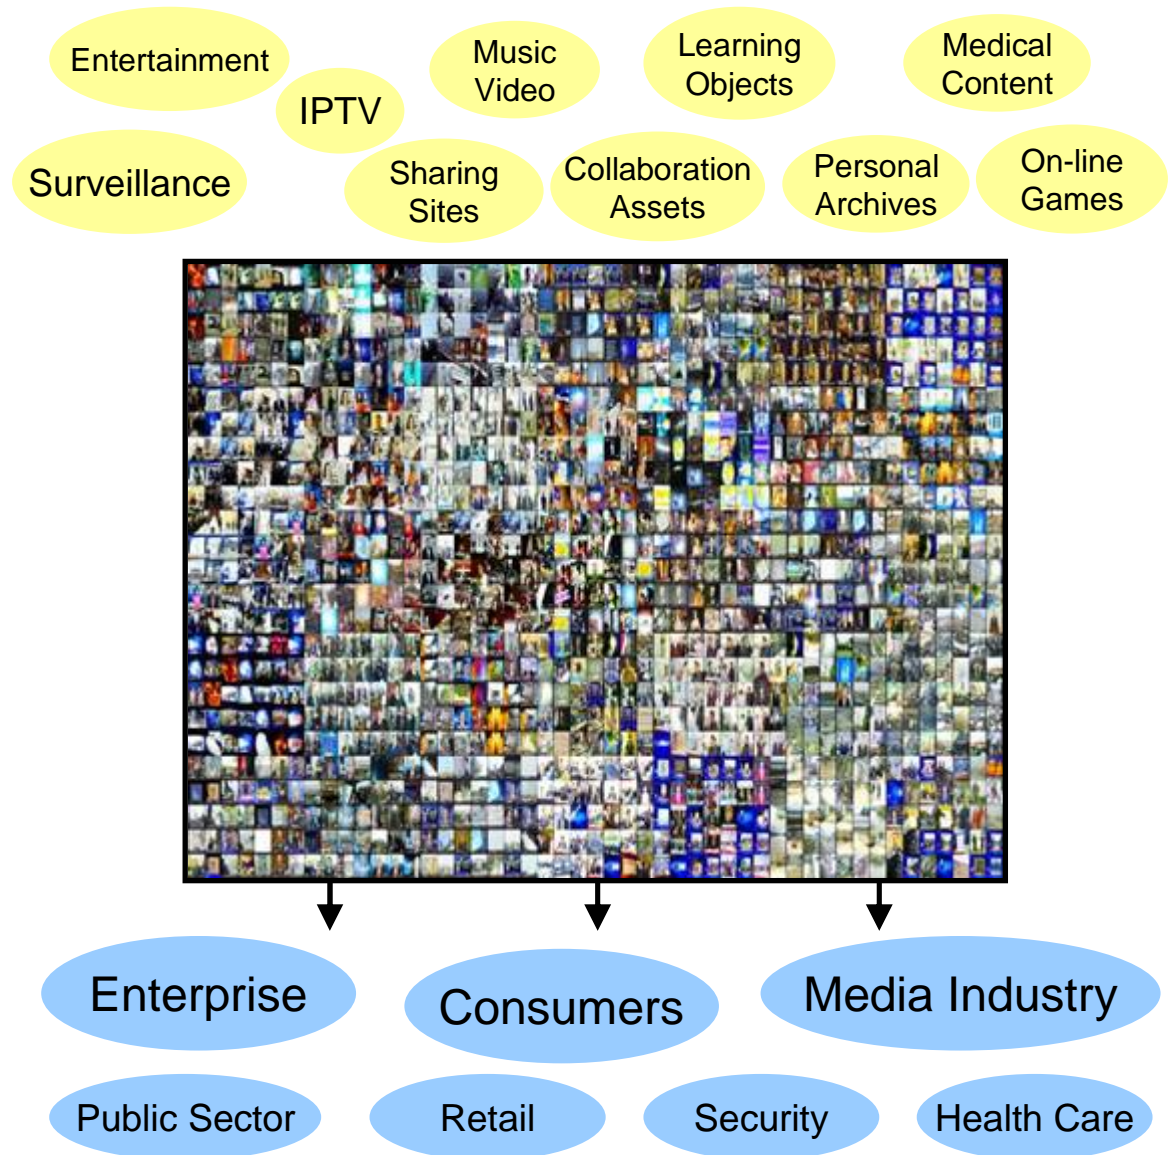 Entertainment
IPTV
Music
Video
Learning
Objects
Medical
Content
Surveillance
Sharing
Sites
Collaboration
Assets
Personal
Archives
On-line
Games
Enterprise
Consumers
Media Industry
Public Sector
Retail
Security
Health Care